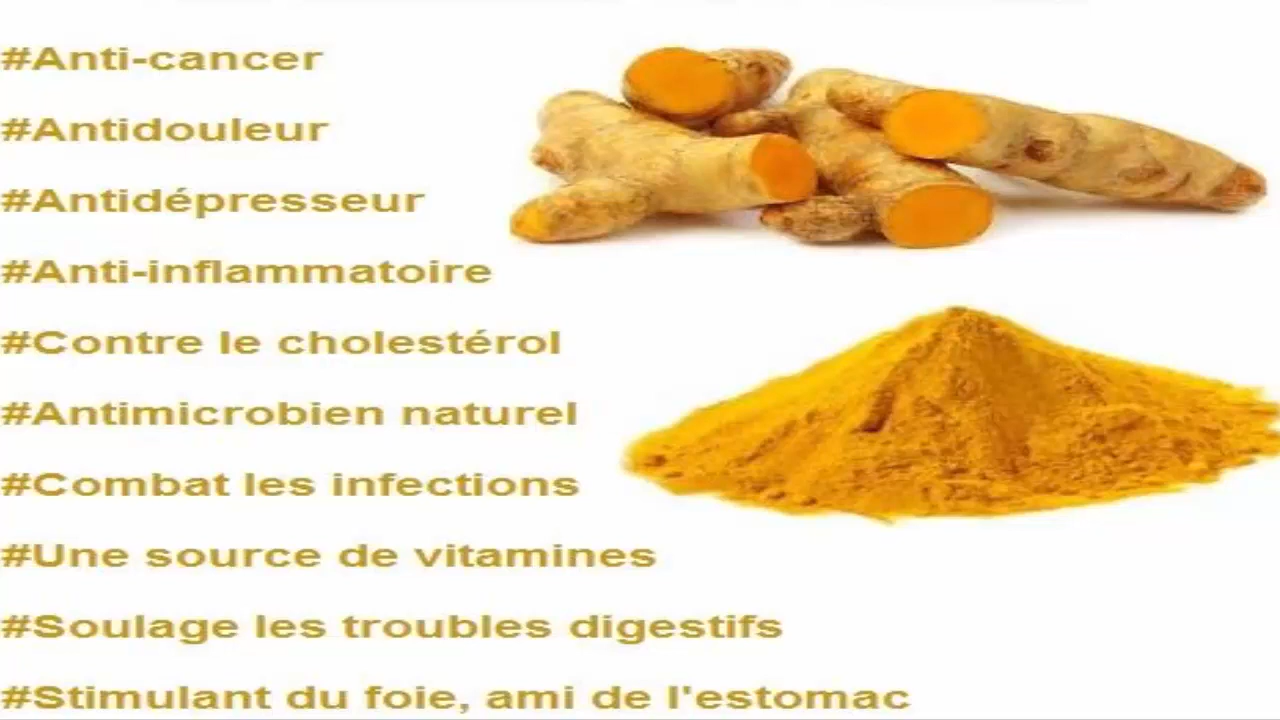 #Anti-cancer
#Antidouleur
#Antidépresseur
#Anti-inflammatoire
#Contre le cholestérol
#Antimicrobien naturel
#Combat les infections
#Une source de vitamines
#Soulage les troubles digestifs
#Stimulant du foie, ami de l'estomac